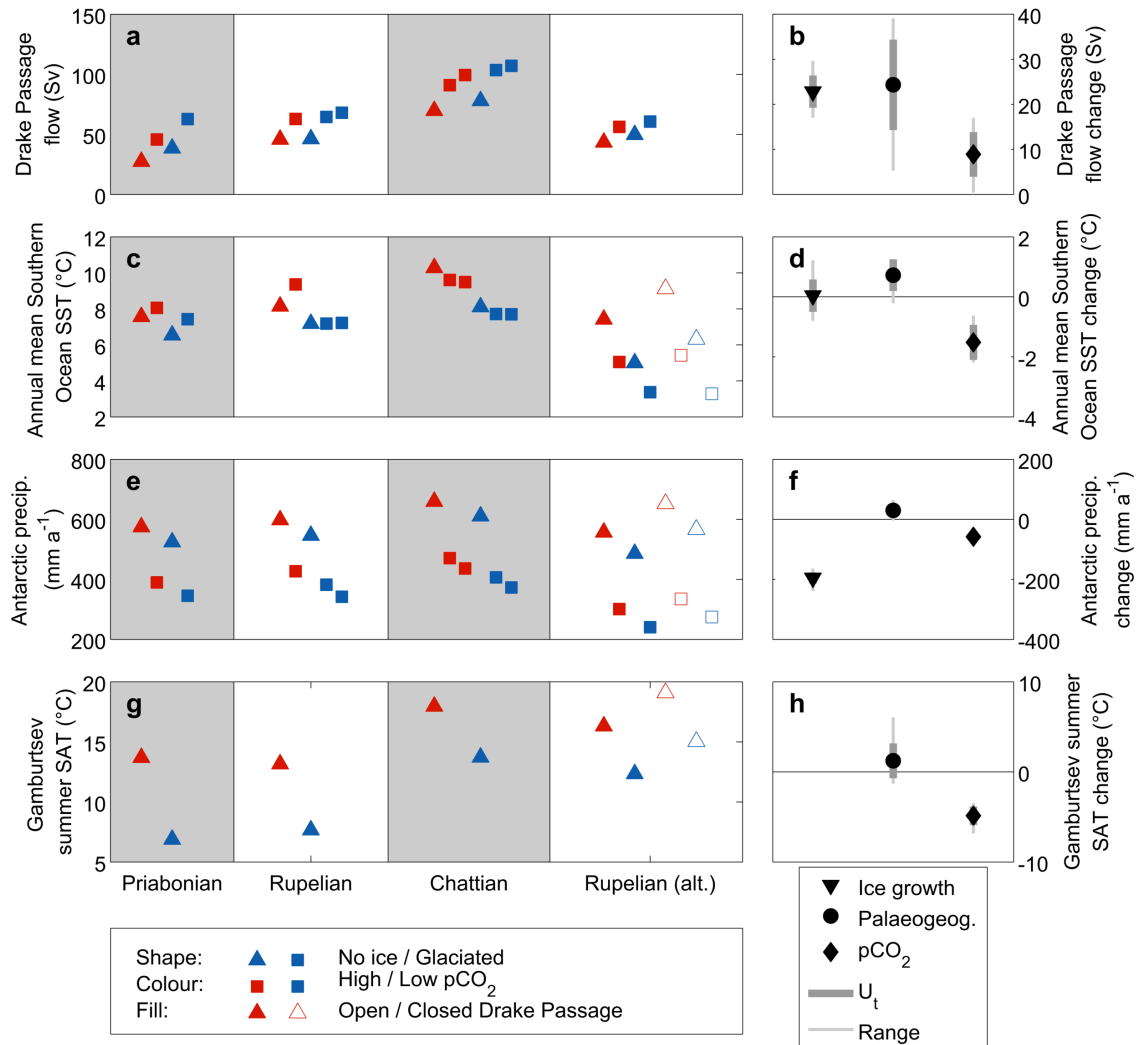 a
Drake Passage
flow (Sv)
150
100
50
0
b
40
30
20
10
0
Drake Passage
flow change (Sv)
c
Annual mean Southern
Ocean SST (°C)
12
10
8
6
4
2
d
2
0
-2
-4
Annual mean Southern
Ocean SST change (°C)
e
Antarctic precip.
(mm a⁻¹)
800
600
400
200
f
200
0
-200
-400
Antarctic precip.
change (mm a⁻¹)
g
Gamburtsev
summer SAT (°C)
20
15
10
5
h
10
0
-10
Gamburtsev summer
SAT change (°C)
Priabonian Rupelian Chattian Rupelian (alt.)
Shape: No ice / Glaciated
Colour: High / Low pCO₂
Fill: Open / Closed Drake Passage
Ice growth
Palaeogeog.
pCO₂
Uₜ
Range